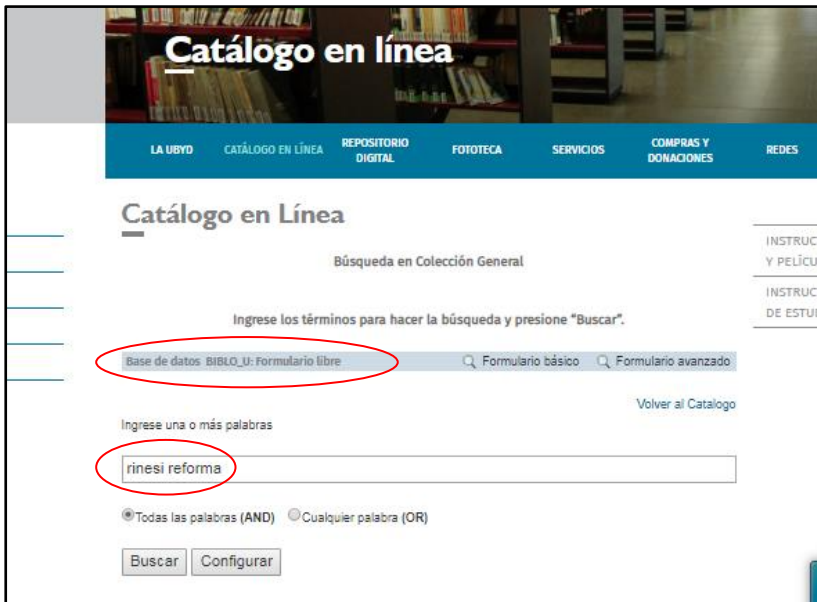 Catálogo en línea
LA UBYD CATÁLOGO EN LÍNEA REPOSITORIO DIGITAL FOTOTECA SERVICIOS COMPRAS Y DONACIONES REDES
Catálogo en Línea
Búsqueda en Colección General
INSTRUC
Y PELÍCU
INSTRUC
DE ESTU
Ingrese los términos para hacer la búsqueda y presione "Buscar".
Base de datos BIBLO_U: Formulario libre Formulario básico Formulario avanzado
Volver al Catalogo
Ingrese una o más palabras
rinesi reforma
Todas las palabras (AND) Cualquier palabra (OR)
Buscar Configurar